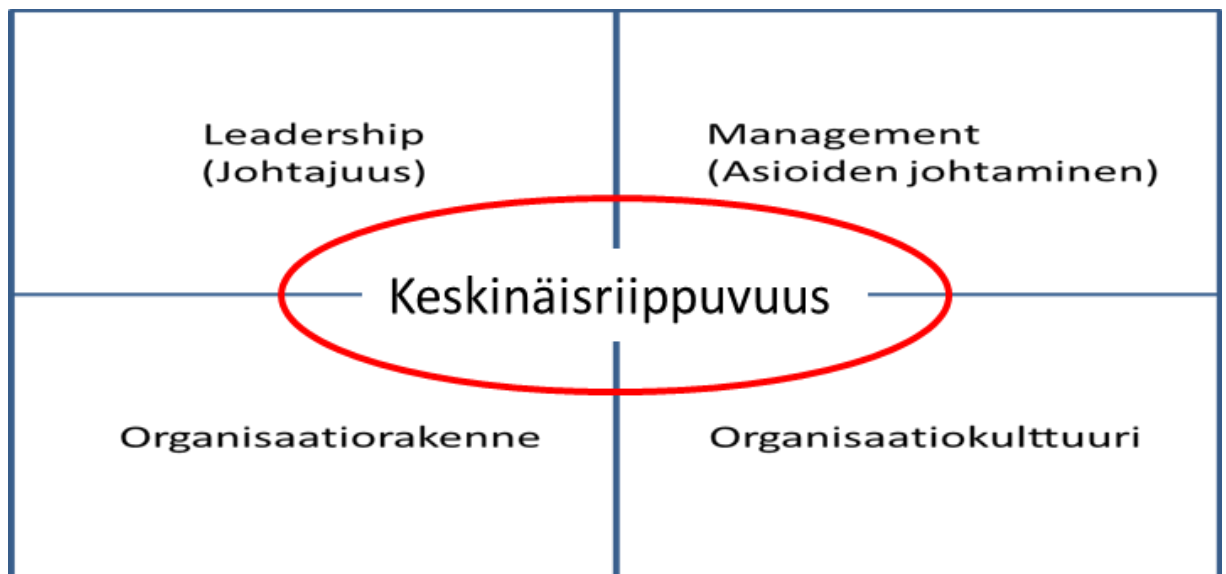 Leadership
(Johtajuus)
Management
(Asioiden johtaminen)
Keskinäisriippuvuus
Organisaatiorakenne
Organisaatiokulttuuri